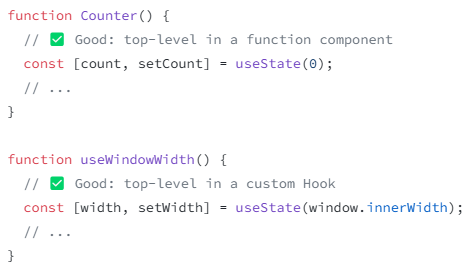 function Counter() {
  // ✅ Good: top-level in a function component
  const [count, setCount] = useState(0);
  // ...
}

function useWindowWidth() {
  // ✅ Good: top-level in a custom Hook
  const [width, setWidth] = useState(window.innerWidth);
  // ...
}